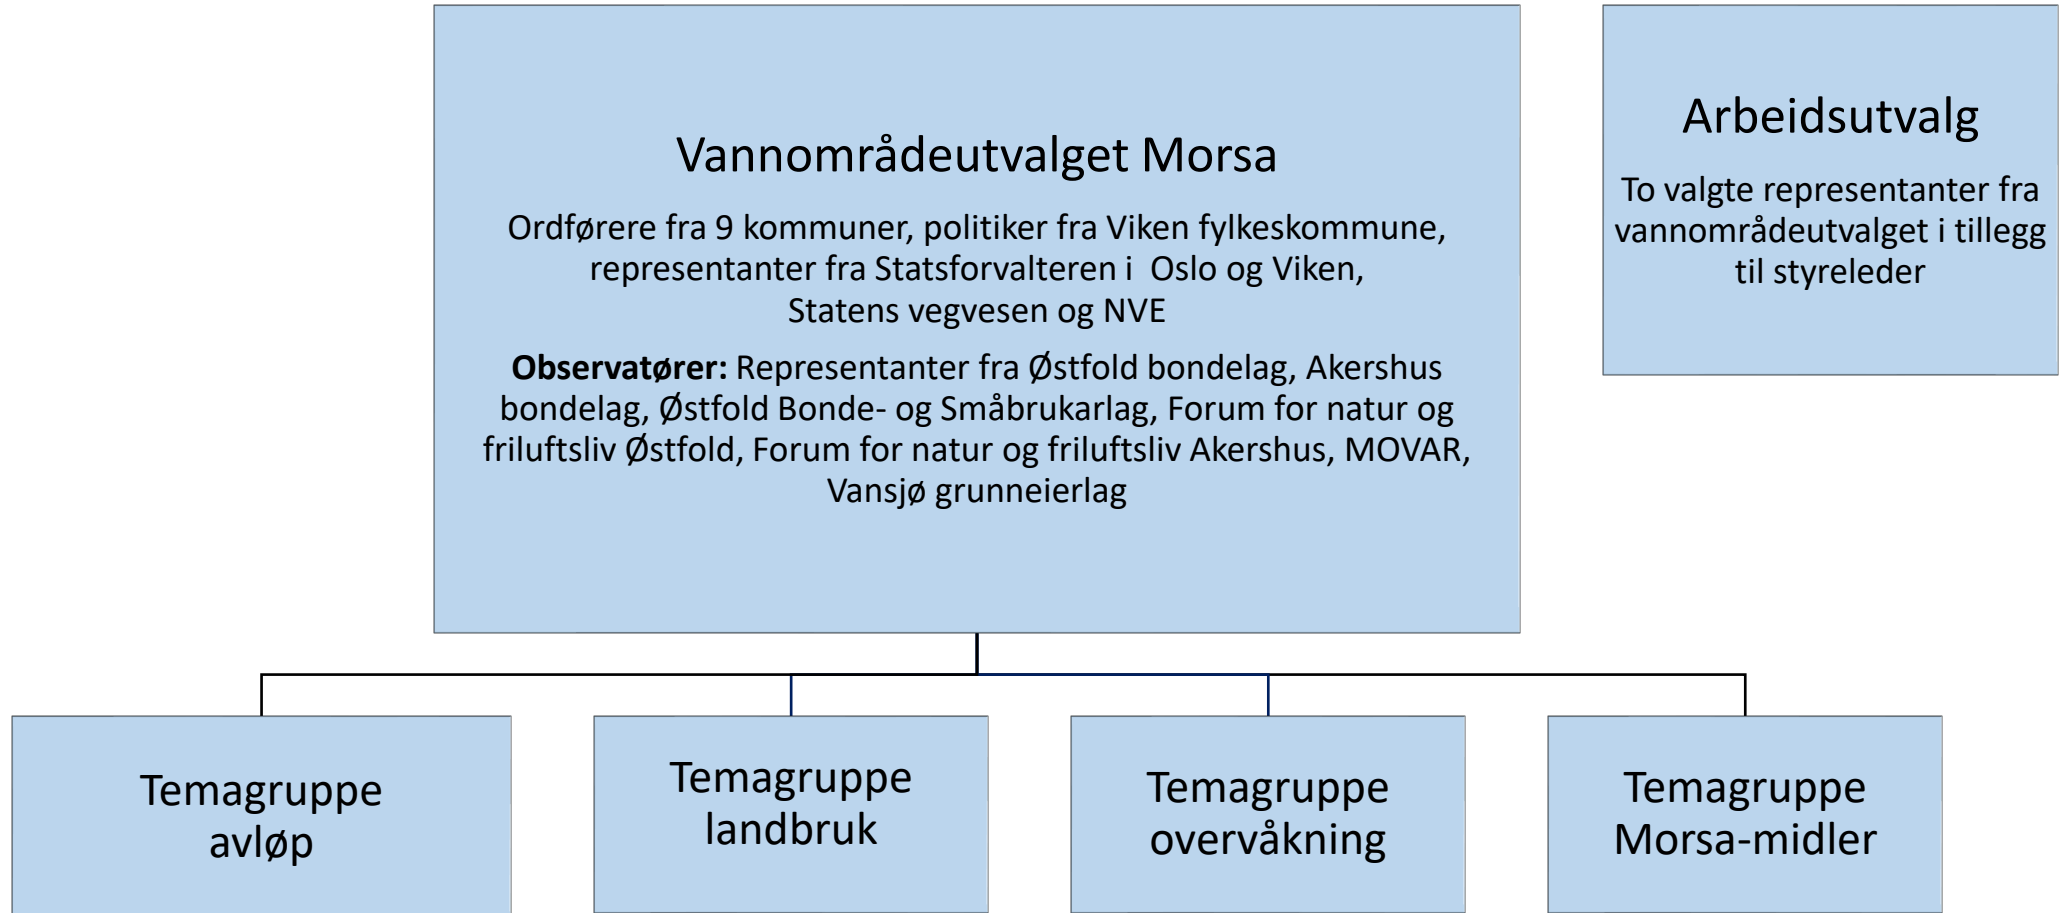 Vannområdeutvalget Morsa
Ordførere fra 9 kommuner, politiker fra Viken fylkeskommune,
representanter fra Statsforvalteren i  Oslo og Viken,
Statens vegvesen og NVE
Observatører: Representanter fra Østfold bondelag, Akershus
bondelag, Østfold Bonde- og Småbrukarlag, Forum for natur og
friluftsliv Østfold, Forum for natur og friluftsliv Akershus, MOVAR,
Vansjø grunneierlag
Arbeidsutvalg
To valgte representanter fra
vannområdeutvalget i tillegg
til styreleder
Temagruppe
avløp
Temagruppe
landbruk
Temagruppe
overvåkning
Temagruppe
Morsa-midler